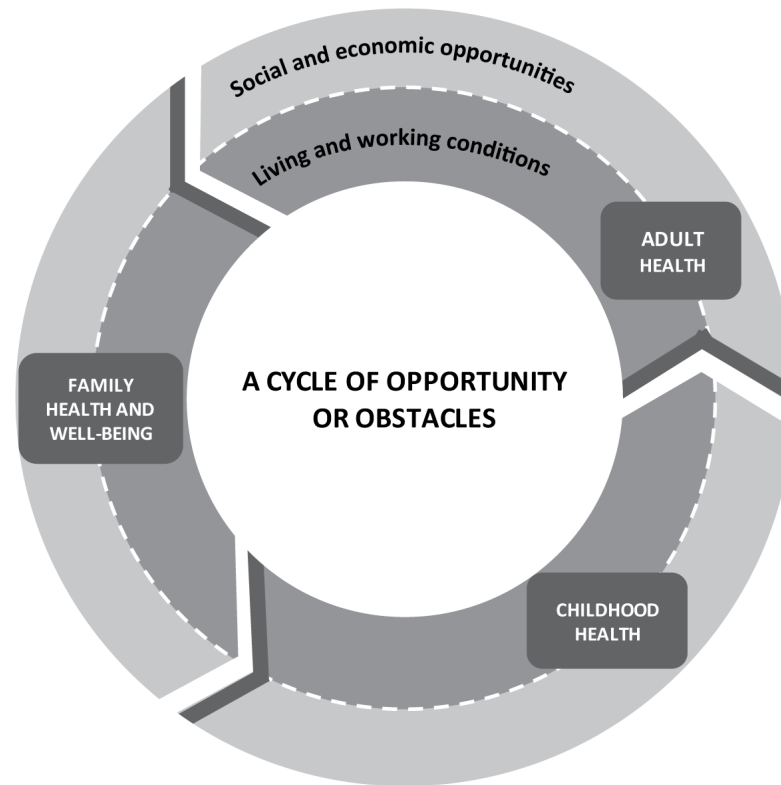 Social and economic opportunities
Living and working conditions
ADULT
HEALTH
A CYCLE OF OPPORTUNITY
OR OBSTACLES
FAMILY
HEALTH AND
WELL-BEING
CHILDHOOD
HEALTH